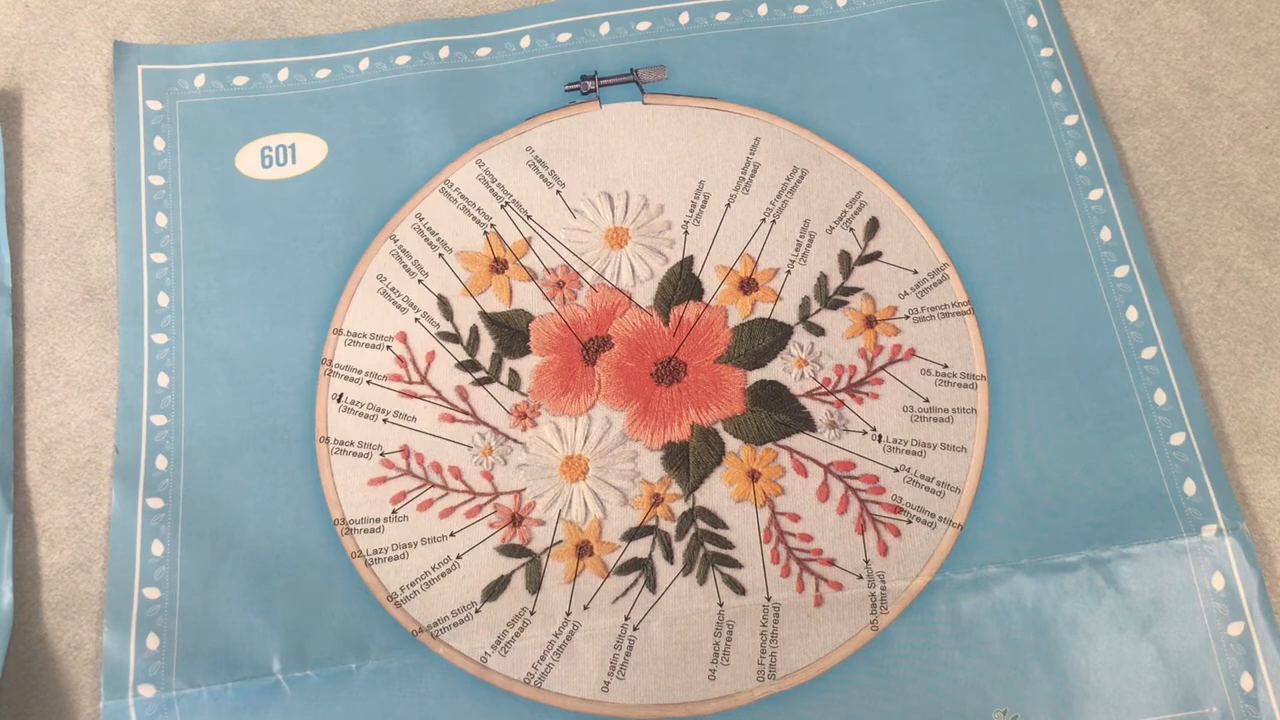 601
01.satin Stitch
(2thread)
02.long short stitch
(2thread)
03.French Knot
Stitch (3thread)
04.Leaf stitch
(2thread)
04.satin Stitch
(2thread)
02.Lazy Diasy Stitch
(3thread)
05.back Stitch
(2thread)
03.outline stitch
(2thread)
01.Lazy Diasy Stitch
(3thread)
05.back Stitch
(2thread)
03.outline stitch
(2thread)
02.Lazy Diasy Stitch
(3thread)
03.French Knot
Stitch (3thread)
04.satin Stitch
(2thread)
01.satin Stitch
(2thread)
03.French Knot
Stitch (3thread)
04.satin Stitch
(2thread)
04.back Stitch
(2thread)
03.French Knot
Stitch (3thread)
05.back Stitch
(2thread)
03.outline stitch
(2thread)
04.Leaf stitch
(2thread)
01.Lazy Diasy Stitch
(3thread)
03.outline stitch
(2thread)
05.back Stitch
(2thread)
03.French Knot
Stitch (3thread)
04.satin Stitch
(2thread)
04.back Stitch
(2thread)
04.Leaf stitch
(2thread)
03.French Knot
Stitch (3thread)
05.long short stitch
(2thread)
04.Leaf stitch
(2thread)